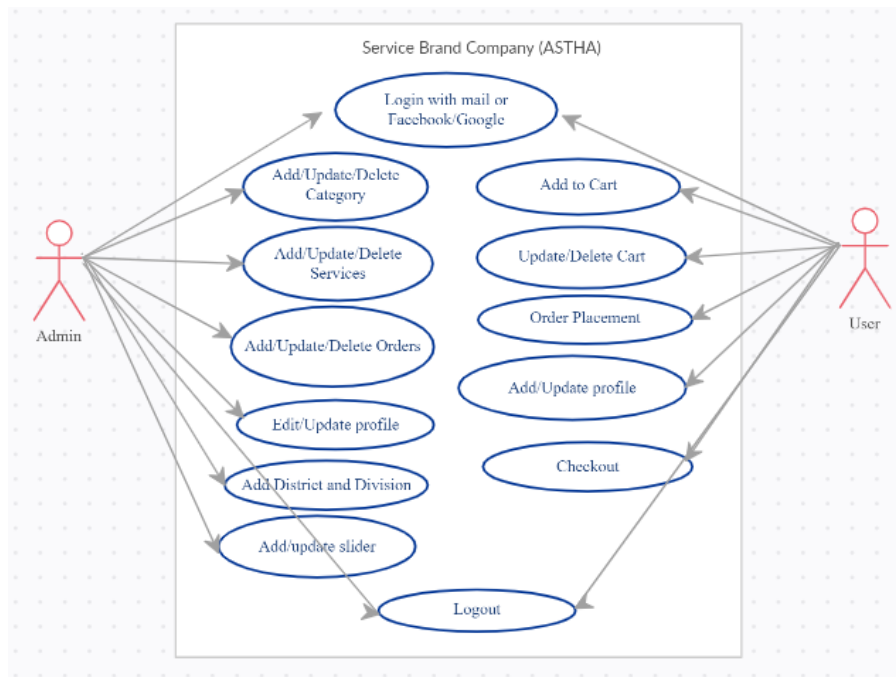 Service Brand Company (ASTHA)
Login with mail or
Facebook/Google
Add/Update/Delete
Category
Add to Cart
Add/Update/Delete
Services
Update/Delete Cart
Admin
User
Add/Update/Delete Orders
Order Placement
Add/Update profile
Edit/Update profile
Checkout
Add District and Division
Add/update slider
Logout